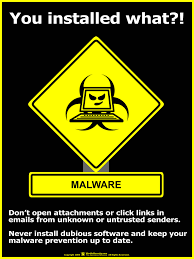 You installed what?!
MALWARE
Don't open attachments or click links in
emails from unknown or untrusted senders.
Never install dubious software and keep your
malware prevention up to date.